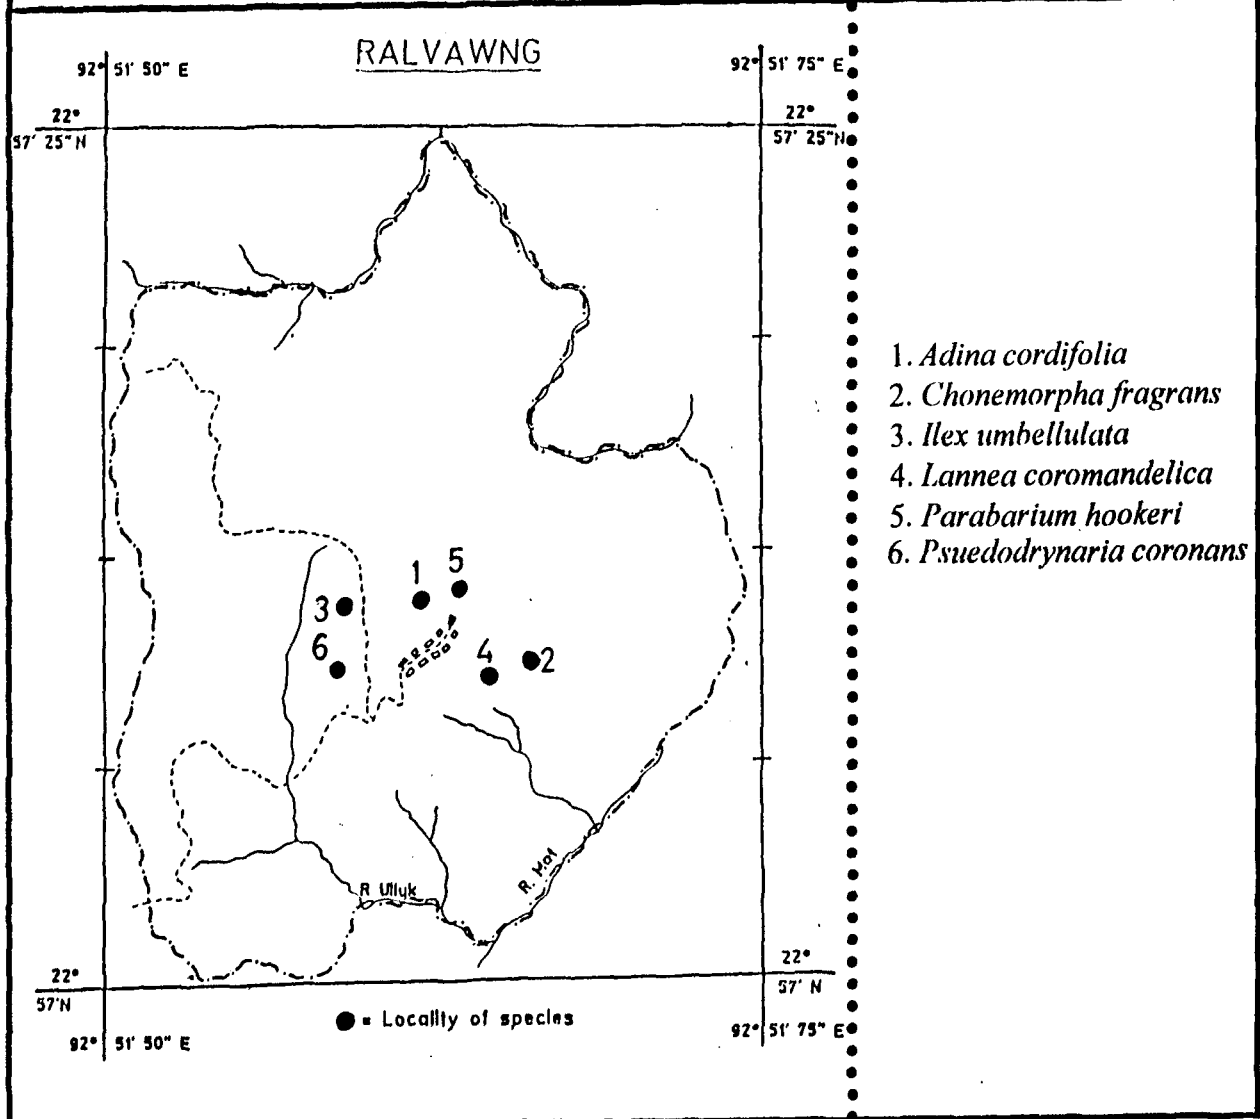 RALVAWNG
92° 51' 50" E
92° 51' 75" E
22°
57' 25" N
22°
57' 25" N
1
5
3
6
4
2
R Ulluk
R. Mat
22°
57' N
22°
57' N
● = Locality of species
92° 51' 50" E
92° 51' 75" E
1. Adina cordifolia
2. Chonemorpha fragrans
3. Ilex umbellulata
4. Lannea coromandelica
5. Parabarium hookeri
6. Psuedodrynaria coronans